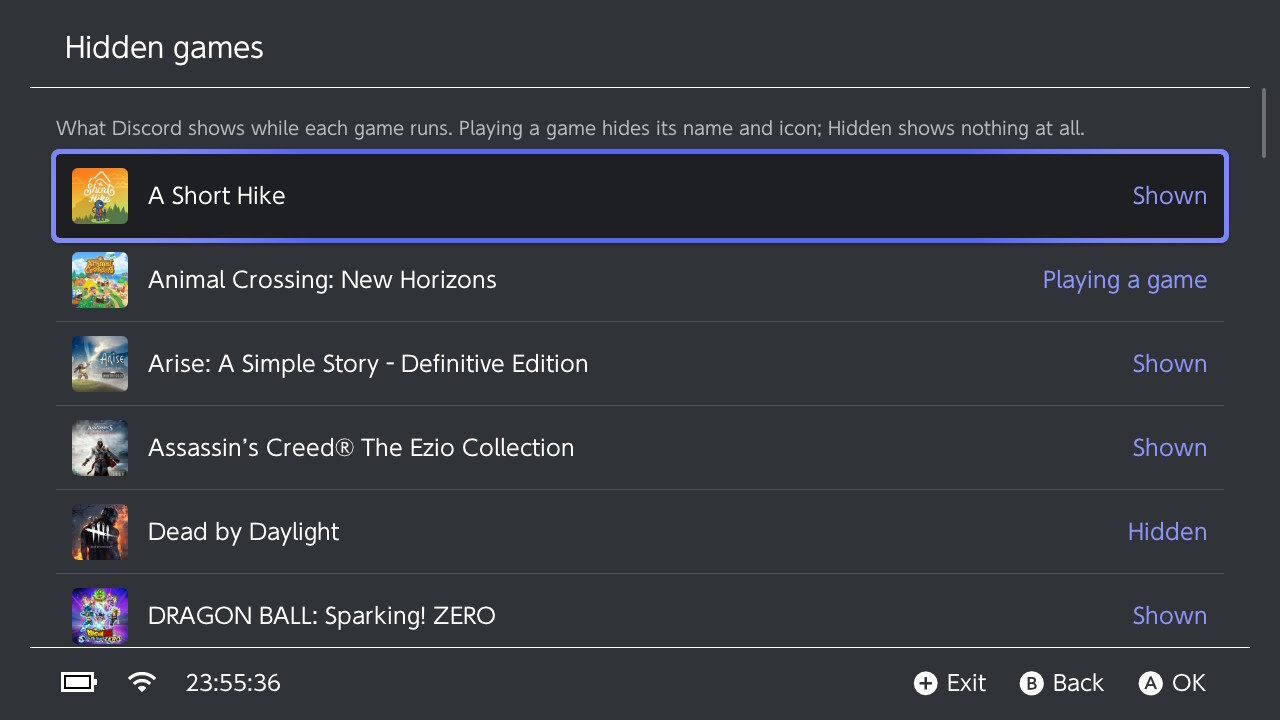 Hidden games
What Discord shows while each game runs. Playing a game hides its name and icon; Hidden shows nothing at all.
A Short Hike
Shown
Animal Crossing: New Horizons
Playing a game
Arise: A Simple Story - Definitive Edition
Shown
Assassin's Creed® The Ezio Collection
Shown
Dead by Daylight
Hidden
DRAGON BALL: Sparking! ZERO
Shown
23:55:36
+ Exit
B Back
A OK